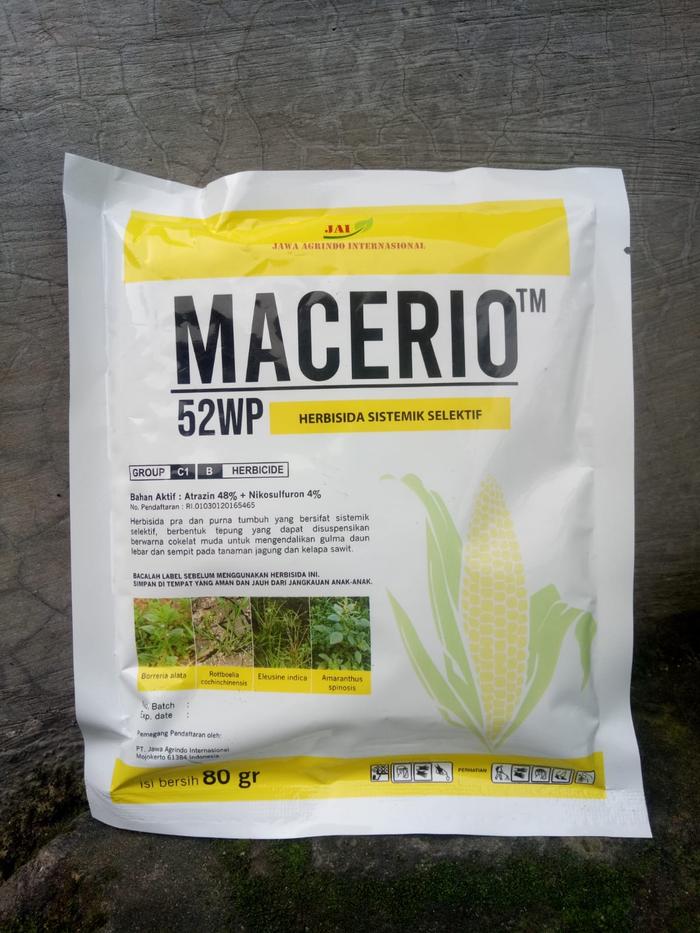 JAI
JAWA AGRINDO INTERNASIONAL
MACERIO™
52WP
HERBISIDA SISTEMIK SELEKTIF
GROUP C1 B HERBICIDE
Bahan Aktif : Atrazin 48% + Nikosulfuron 4%
No. Pendaftaran : RI.01030120165465
Herbisida pra dan purna tumbuh yang bersifat sistemik
selektif, berbentuk tepung yang dapat disuspensikan
berwarna cokelat muda untuk mengendalikan gulma daun
lebar dan sempit pada tanaman jagung dan kelapa sawit.
BACALAH LABEL SEBELUM MENGGUNAKAN HERBISIDA INI.
SIMPAN DI TEMPAT YANG AMAN DAN JAUH DARI JANGKAUAN ANAK-ANAK.
Borreria alata
Rottboelia
cochinchinensis
Eleusine indica
Amaranthus
spinosis
No. Batch :
Exp. date :
Pemegang Pendaftaran oleh:
PT. Jawa Agrindo Internasional
Mojokerto 61384 Indonesia
Isi bersih 80 gr
PERHATIAN